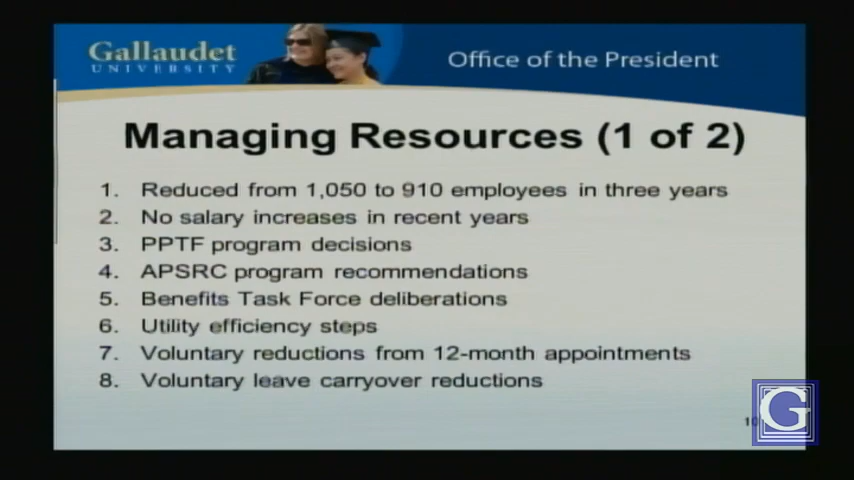 Gallaudet
UNIVERSITY
Office of the President
Managing Resources (1 of 2)
1. Reduced from 1,050 to 910 employees in three years
2. No salary increases in recent years
3. PPTF program decisions
4. APSRC program recommendations
5. Benefits Task Force deliberations
6. Utility efficiency steps
7. Voluntary reductions from 12-month appointments
8. Voluntary leave carryover reductions
10
G